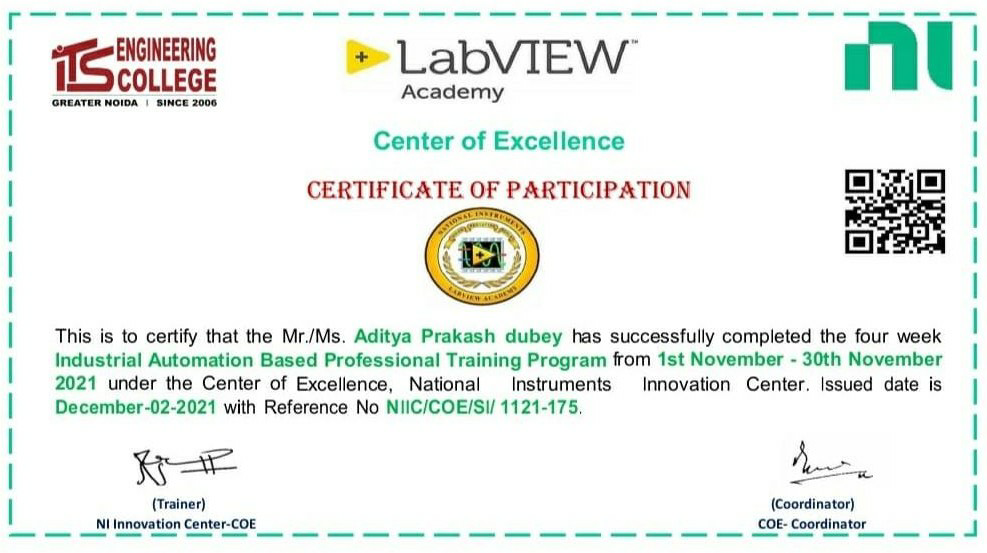 iTS ENGINEERING
COLLEGE
GREATER NOIDA | SINCE 2006
LabVIEW™
Academy
ni
Center of Excellence
CERTIFICATE OF PARTICIPATION
NATIONAL INSTRUMENTS
LABVIEW ACADEMY
This is to certify that the Mr./Ms. Aditya Prakash dubey has successfully completed the four week
Industrial Automation Based Professional Training Program from 1st November - 30th November
2021 under the Center of Excellence, National Instruments Innovation Center. Issued date is
December-02-2021 with Reference No NIIC/COE/SI/ 1121-175.
(Trainer)
NI Innovation Center-COE
(Coordinator)
COE- Coordinator